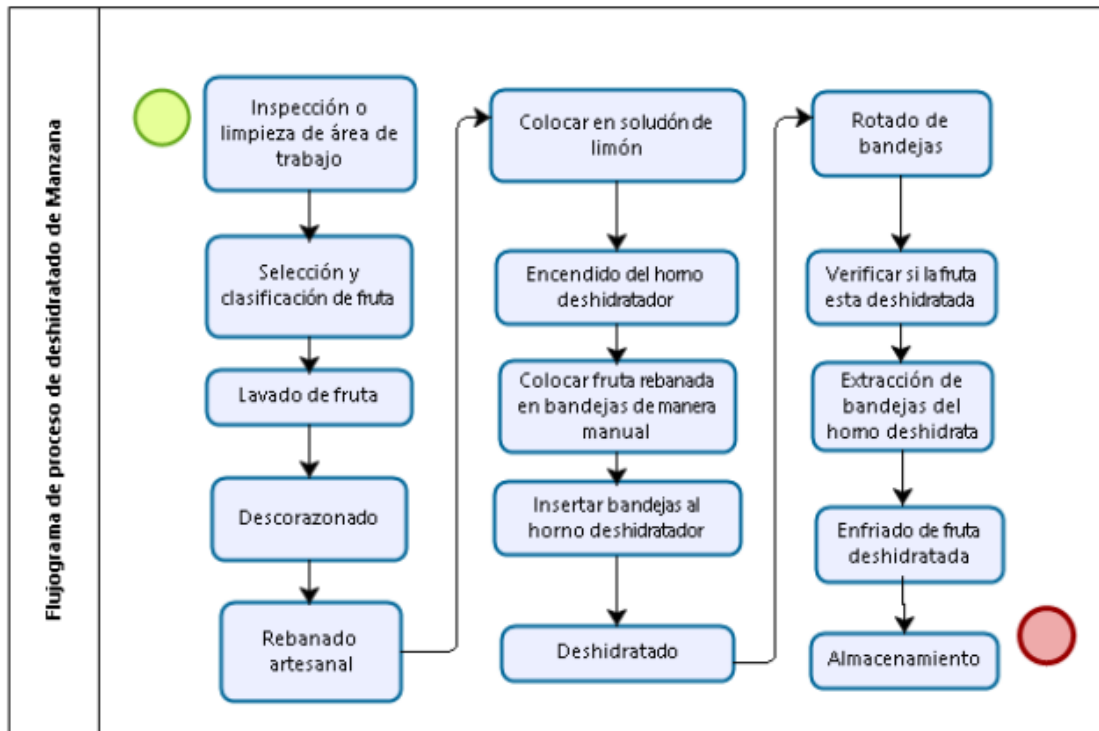 Flujograma de proceso de deshidratado de Manzana
Inspección o
limpieza de área de
trabajo
Selección y
clasificación de fruta
Lavado de fruta
Descorazonado
Rebanado
artesanal
Colocar en solución de
limón
Encendido del horno
deshidratador
Colocar fruta rebanada
en bandejas de manera
manual
Insertar bandejas al
horno deshidratador
Deshidratado
Rotado de
bandejas
Verificar si la fruta
esta deshidratada
Extracción de
bandejas del
horno deshidrata
Enfriado de fruta
deshidratada
Almacenamiento